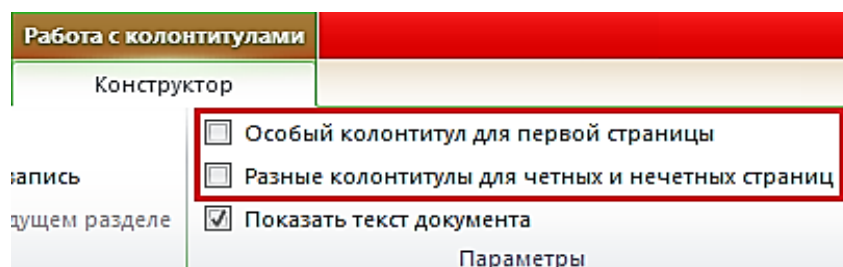 Работа с колонтитулами
Конструктор
Особый колонтитул для первой страницы
запись Разные колонтитулы для четных и нечетных страниц
разделе Показать текст документа
Параметры